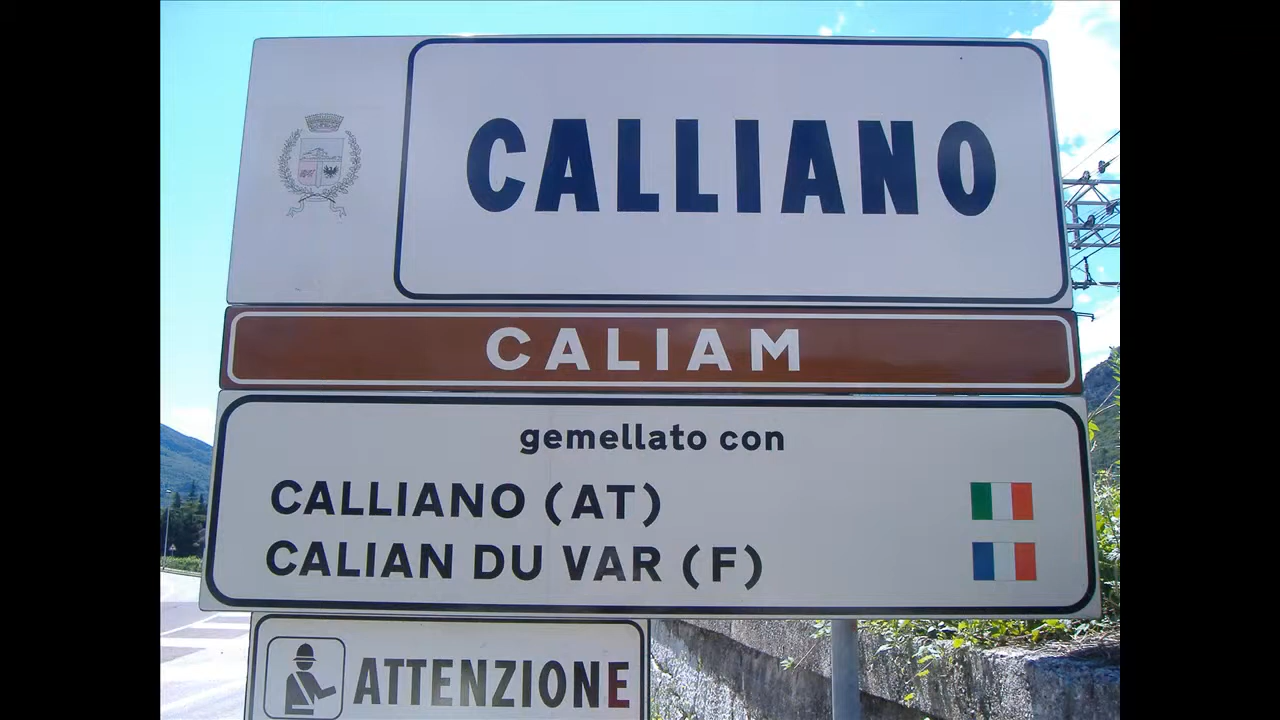 CALLIANO
CALIAM
gemellato con
CALLIANO (AT)
CALIAN DU VAR (F)
ATTENZIONE